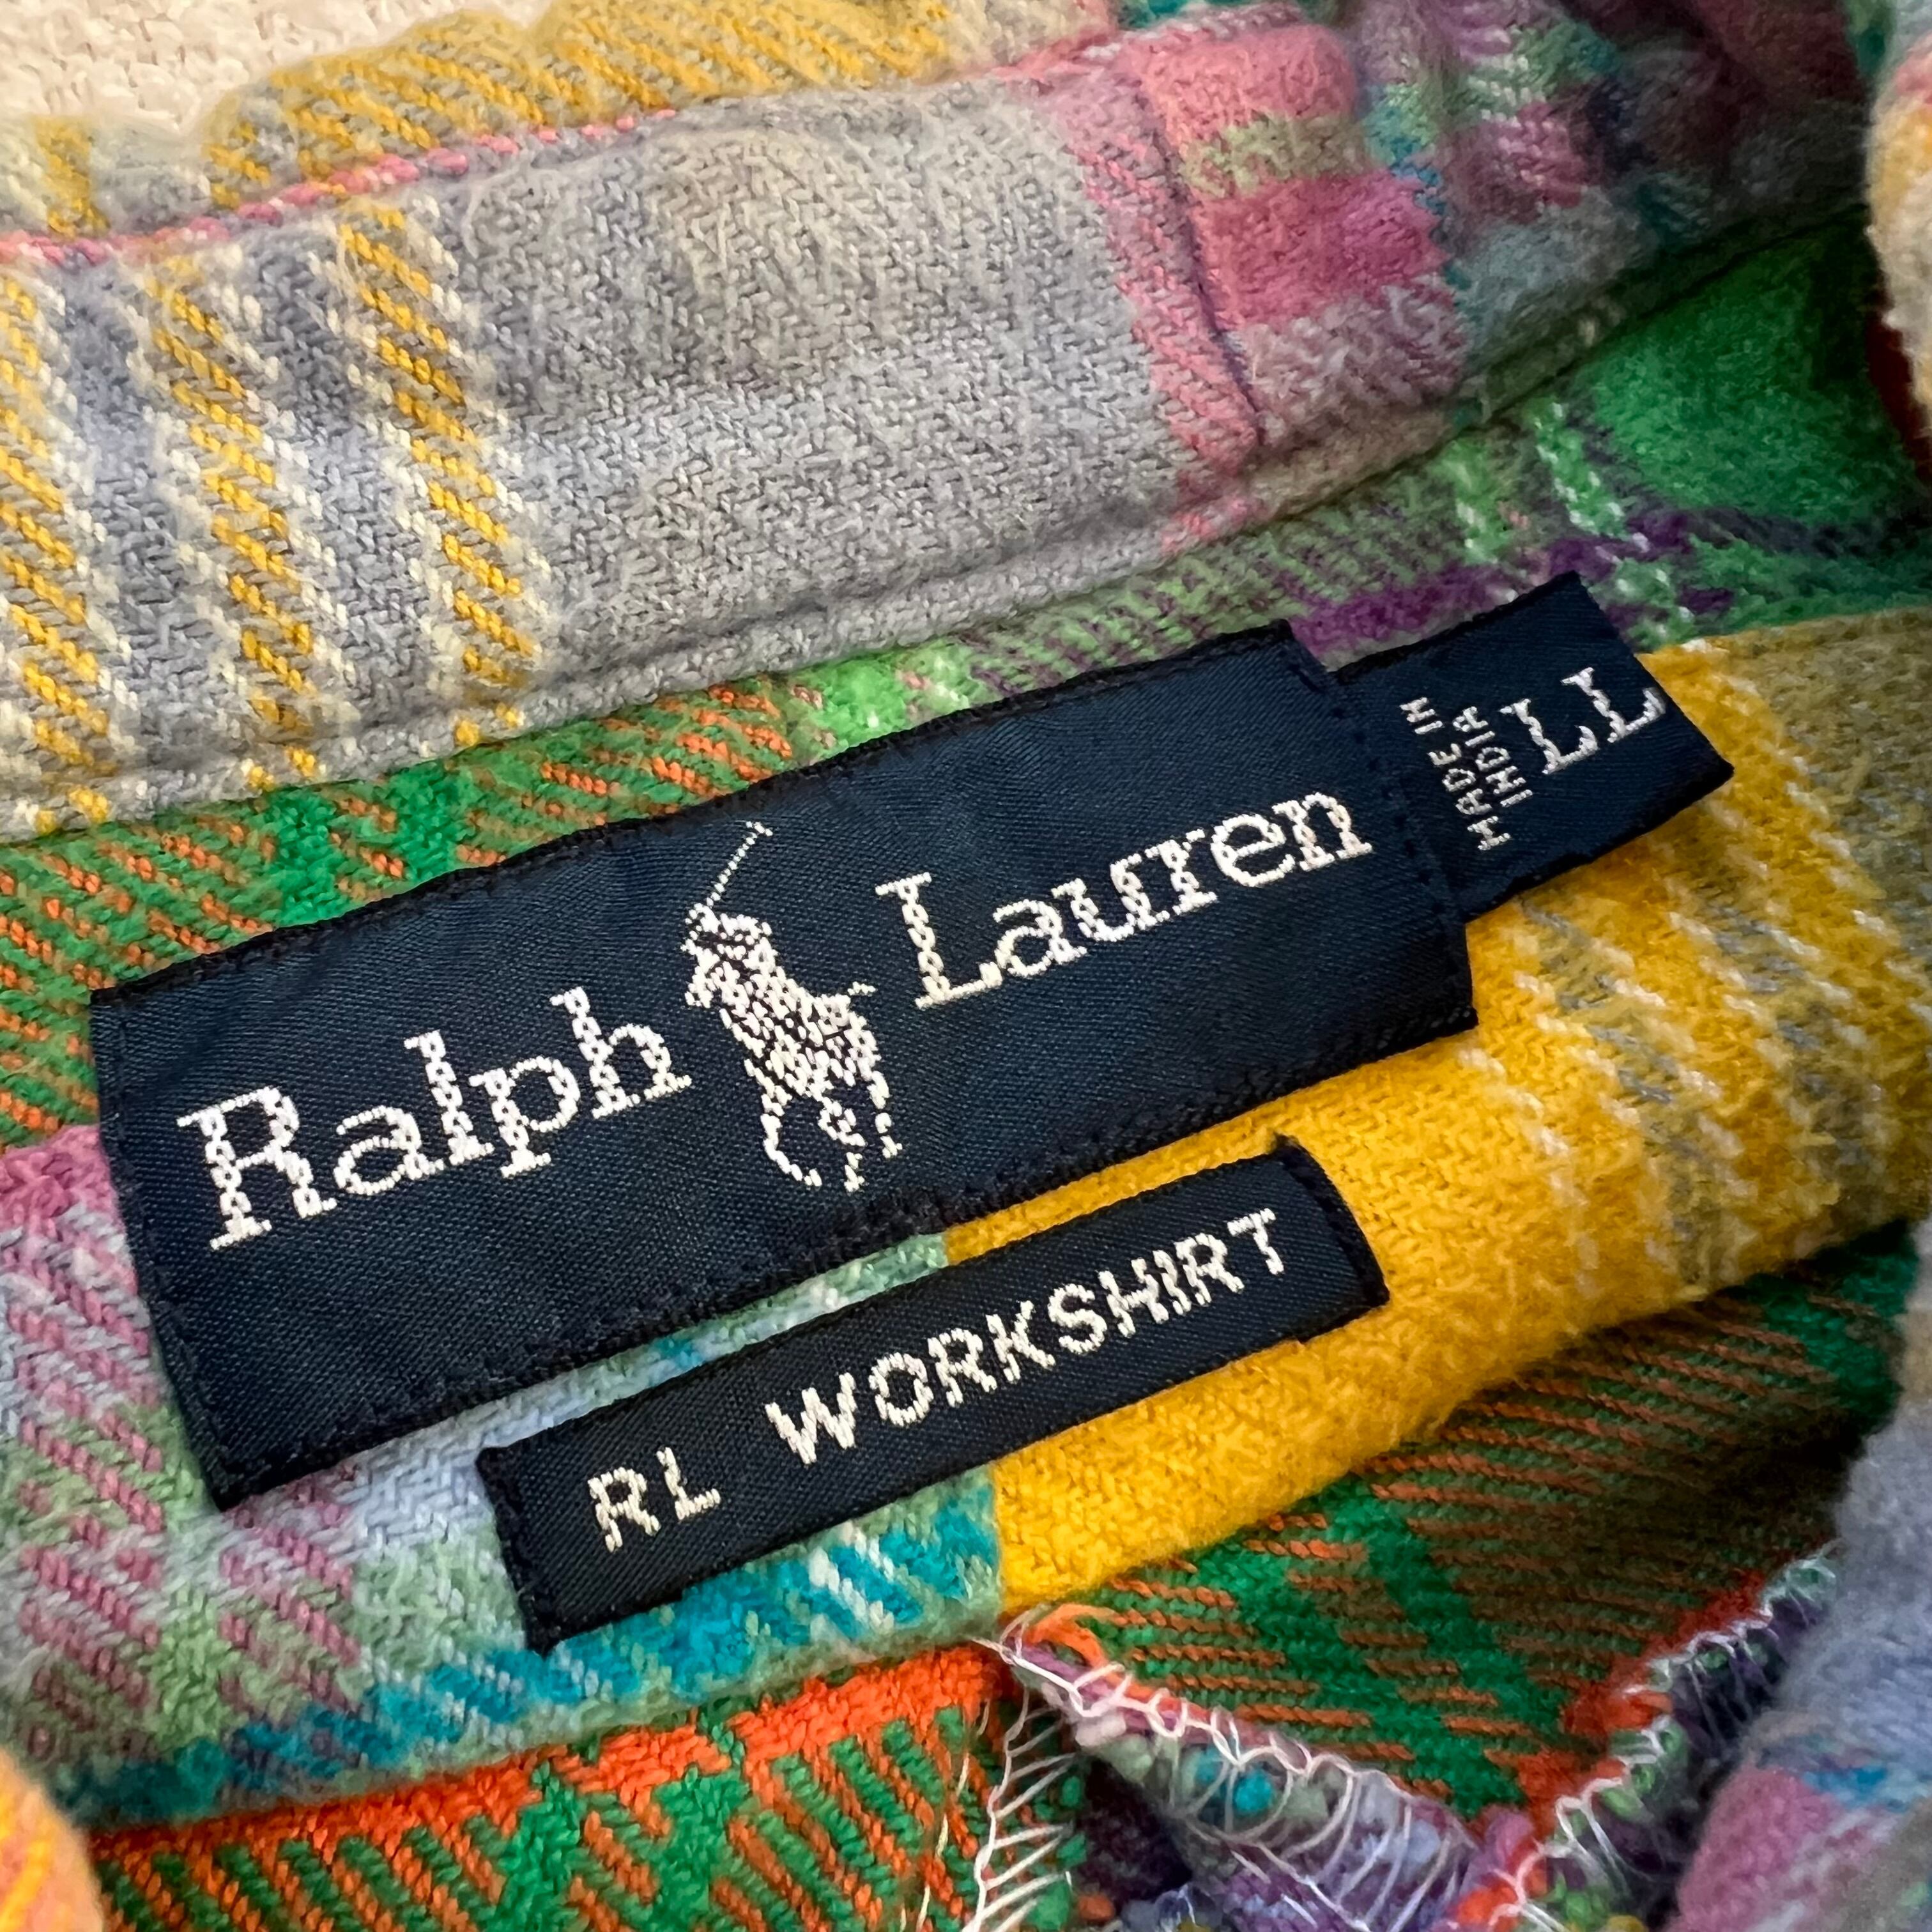 Ralph Lauren
MADE IN
INDIA
LL
RL WORKSHIRT